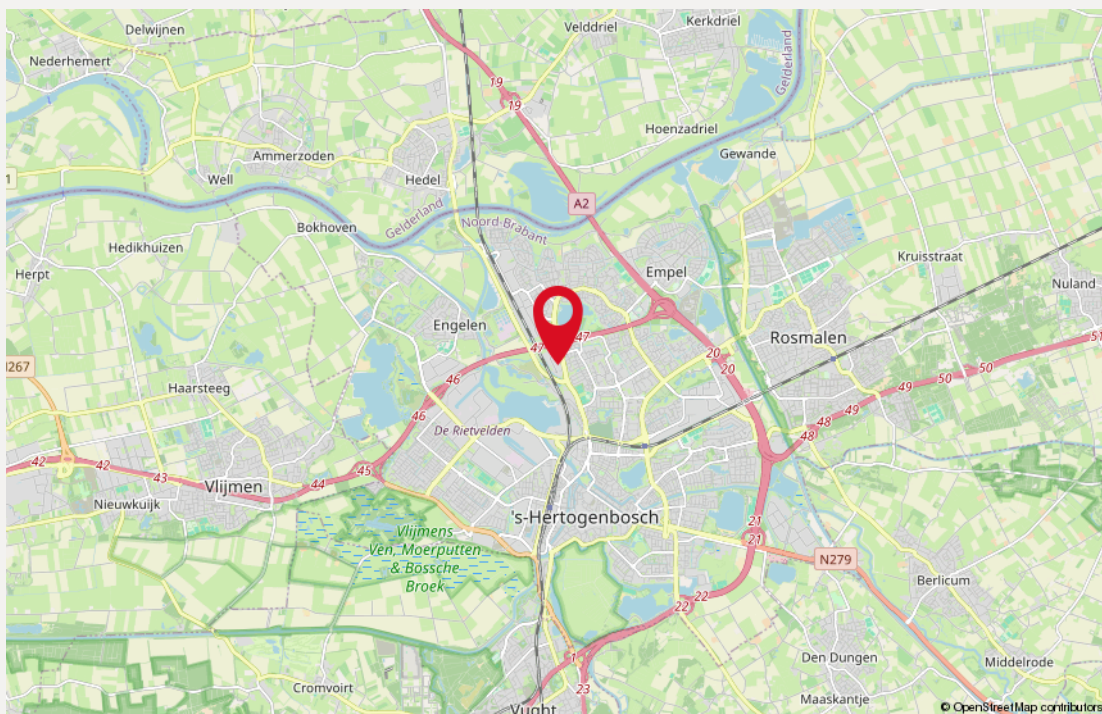 Delwijnen
Velddriel
Kerkdriel
Nederhemert
Gelderland
19
19
Hoenzadriel
Ammerzoden
Gewande
Well
Hedel
1
A2
Gelderland
Noord-Brabant
Bokhoven
Hedikhuizen
Kruisstraat
Herpt
Empel
Nuland
Engelen
47
47
Rosmalen
51
20
20
N267
46
50
50
Haarsteeg
49
46
48
De Rietvelden
48
42
42
45
43
44
Vlijmen
Nieuwkuijk
's-Hertogenbosch
21
21
Vlijmens
Ven, Moerputten
& Bossche
Broek
N279
Berlicum
22
22
1
Den Dungen
Middelrode
Cromvoirt
23
Maaskantje
Vught
© OpenStreetMap contributors